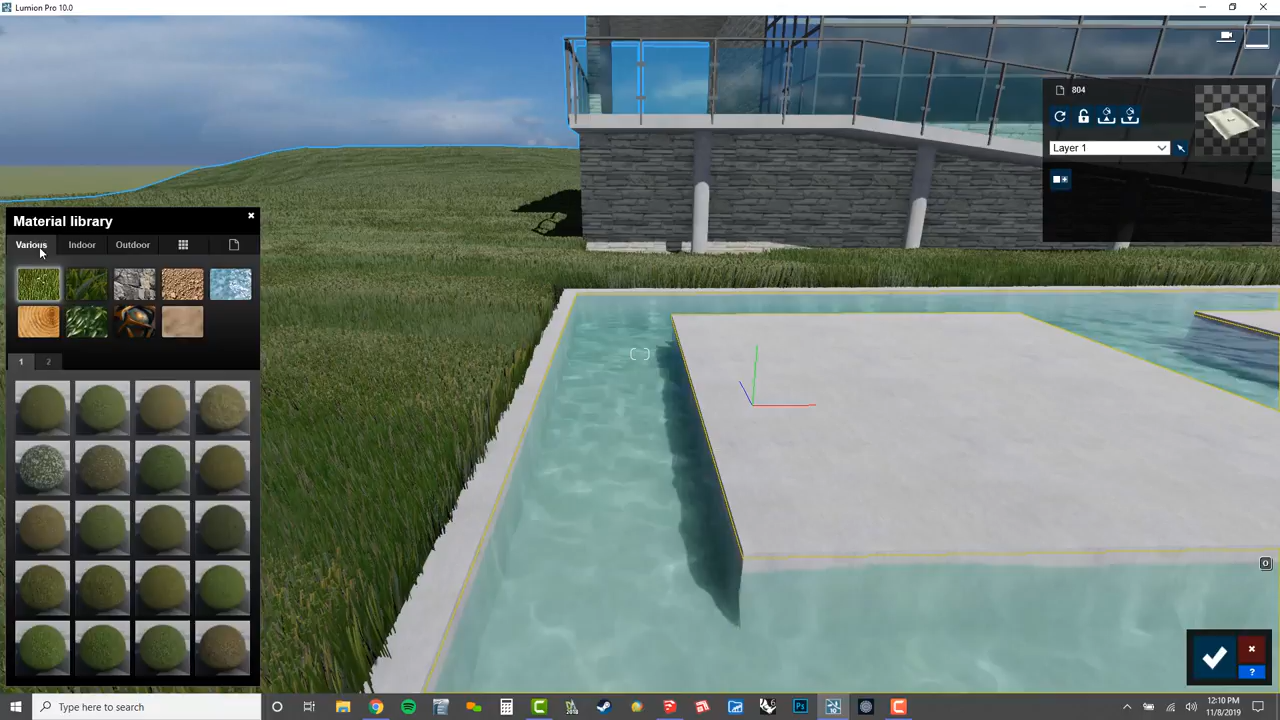 Lumion Pro 10.0
804
Layer 1
Material library
Various
Indoor
Outdoor
1
2
?
Type here to search
12:10 PM
11/8/2019